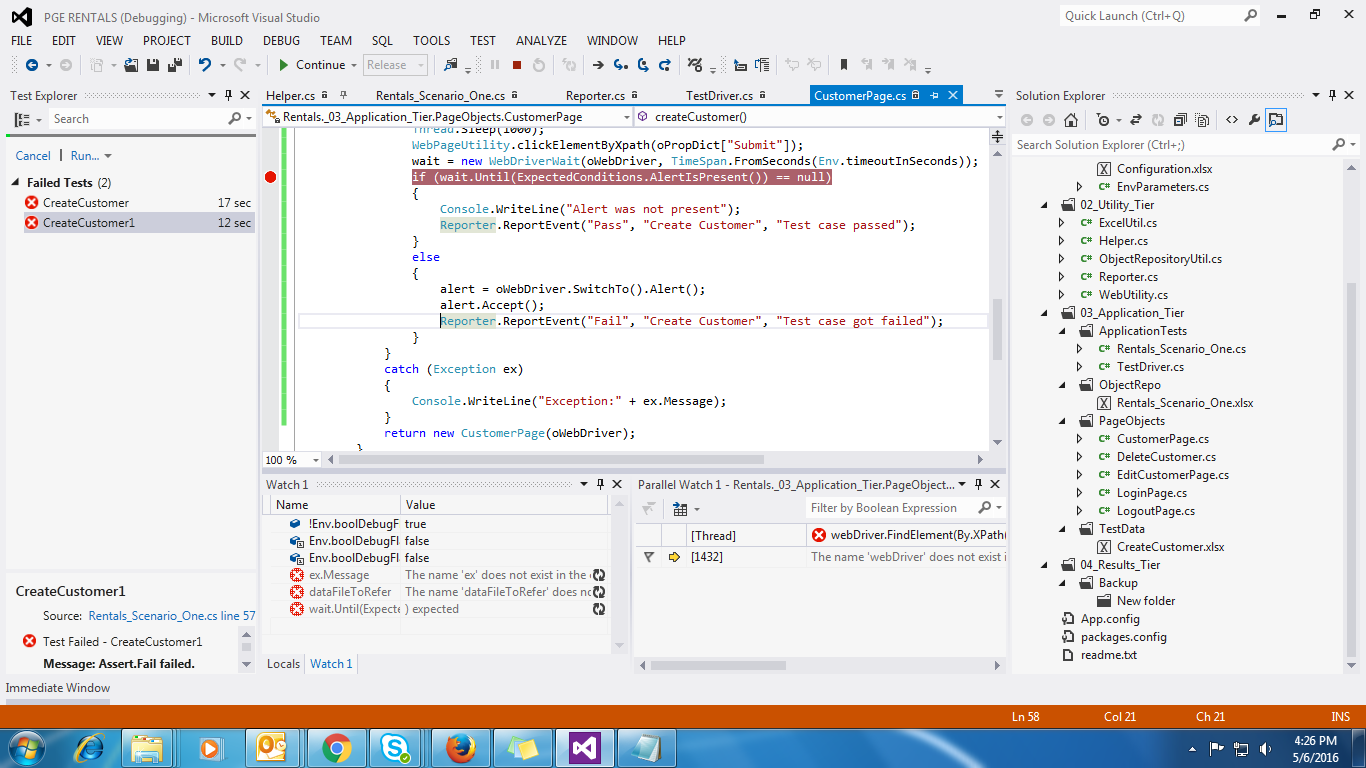 PGE RENTALS (Debugging) - Microsoft Visual Studio
Quick Launch (Ctrl+Q)
FILE EDIT VIEW PROJECT BUILD DEBUG TEAM SQL TOOLS TEST ANALYZE WINDOW HELP
Continue Release
Test Explorer
Search
Cancel | Run...
Failed Tests (2)
CreateCustomer 17 sec
CreateCustomer1 12 sec
CreateCustomer1
Source: Rentals_Scenario_One.cs line 57
Test Failed - CreateCustomer1
Message: Assert.Fail failed.
Immediate Window
Helper.cs Rentals_Scenario_One.cs Reporter.cs TestDriver.cs CustomerPage.cs
Rentals._03_Application_Tier.PageObjects.CustomerPage createCustomer()
Thread.Sleep(1000);
WebPageUtility.clickElementByXpath(oPropDict["Submit"]);
wait = new WebDriverWait(oWebDriver, TimeSpan.FromSeconds(Env.timeoutInSeconds));
if (wait.Until(ExpectedConditions.AlertIsPresent()) == null)
{
Console.WriteLine("Alert was not present");
Reporter.ReportEvent("Pass", "Create Customer", "Test case passed");
}
else
{
alert = oWebDriver.SwitchTo().Alert();
alert.Accept();
Reporter.ReportEvent("Fail", "Create Customer", "Test case got failed");
}
}
catch (Exception ex)
{
Console.WriteLine("Exception:" + ex.Message);
}
return new CustomerPage(oWebDriver);
}
100 %
Watch 1
Name Value
!Env.boolDebugF true
Env.boolDebugFl false
Env.boolDebugFl false
ex.Message The name 'ex' does not exist in the
dataFileToRefer The name 'dataFileToRefer' does no
wait.Until(Expecte ) expected
Locals Watch 1
Parallel Watch 1 - Rentals._03_Application_Tier.PageObject...
Filter by Boolean Expression
[Thread] webDriver.FindElement(By.XPath(
[1432] The name 'webDriver' does not exist i
Solution Explorer
Search Solution Explorer (Ctrl+;)
Configuration.xlsx
C# EnvParameters.cs
02_Utility_Tier
C# ExcelUtil.cs
C# Helper.cs
C# ObjectRepositoryUtil.cs
C# Reporter.cs
C# WebUtility.cs
03_Application_Tier
ApplicationTests
C# Rentals_Scenario_One.cs
C# TestDriver.cs
ObjectRepo
Rentals_Scenario_One.xlsx
PageObjects
C# CustomerPage.cs
C# DeleteCustomer.cs
C# EditCustomerPage.cs
C# LoginPage.cs
C# LogoutPage.cs
TestData
CreateCustomer.xlsx
04_Results_Tier
Backup
New folder
App.config
packages.config
readme.txt
Ln 58 Col 21 Ch 21 INS
4:26 PM
5/6/2016